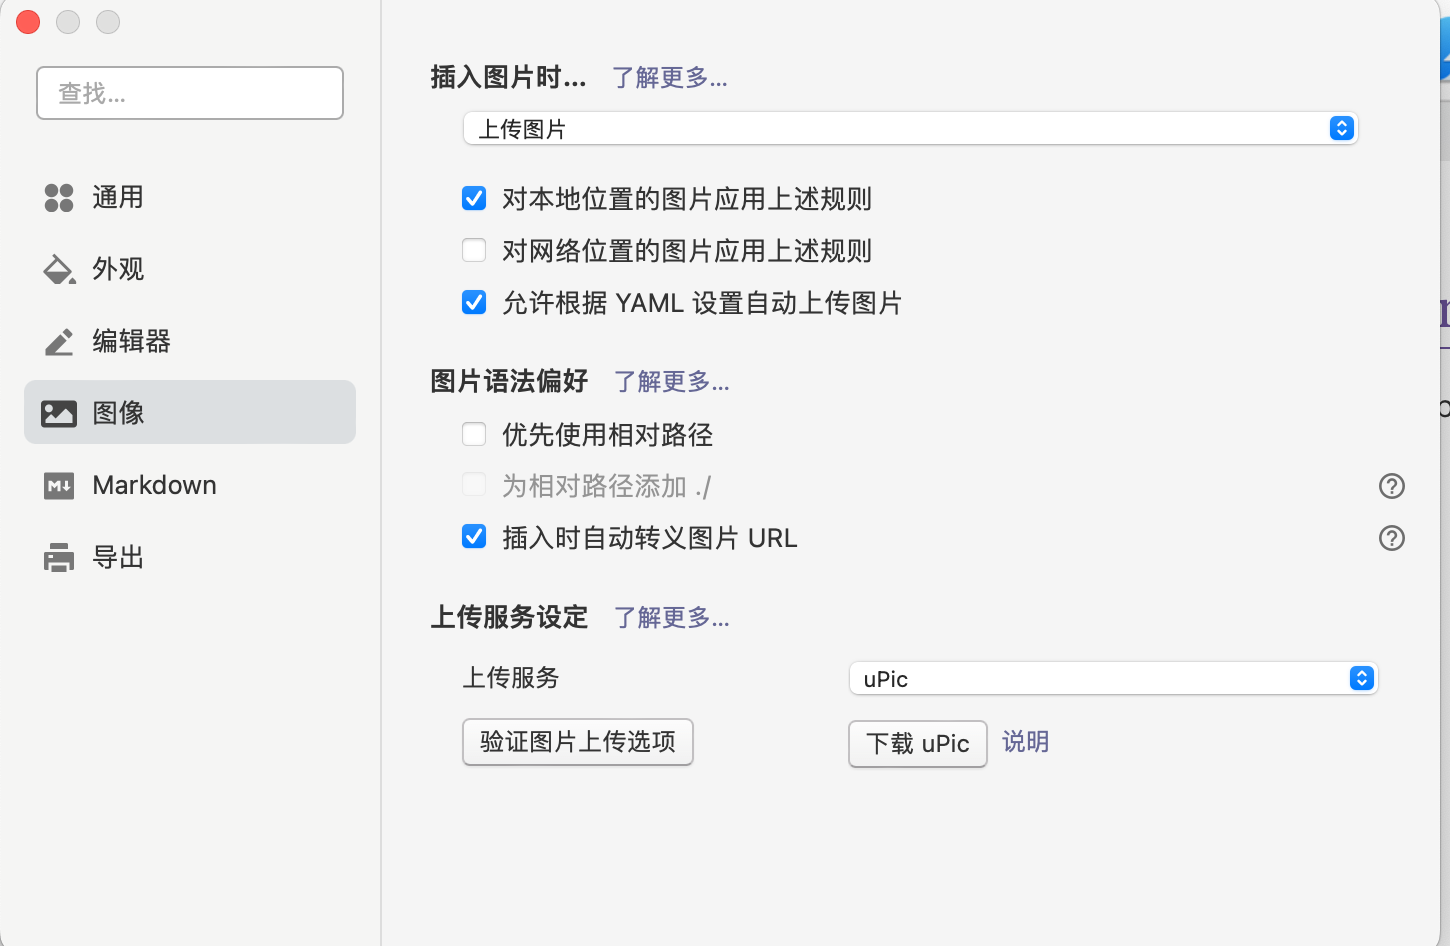 查找...
通用
外观
编辑器
图像
Markdown
导出
插入图片时... 了解更多...
上传图片
对本地位置的图片应用上述规则
对网络位置的图片应用上述规则
允许根据 YAML 设置自动上传图片
图片语法偏好 了解更多...
优先使用相对路径
为相对路径添加 ./
插入时自动转义图片 URL
上传服务设定 了解更多...
上传服务 uPic
验证图片上传选项 下载 uPic 说明